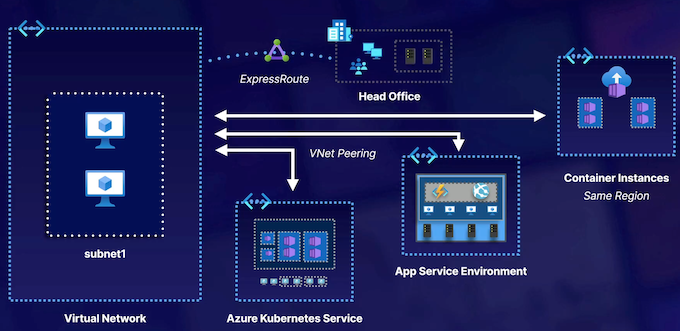 ExpressRoute
Head Office
VNet Peering
Container Instances
Same Region
subnet1
App Service Environment
Virtual Network
Azure Kubernetes Service